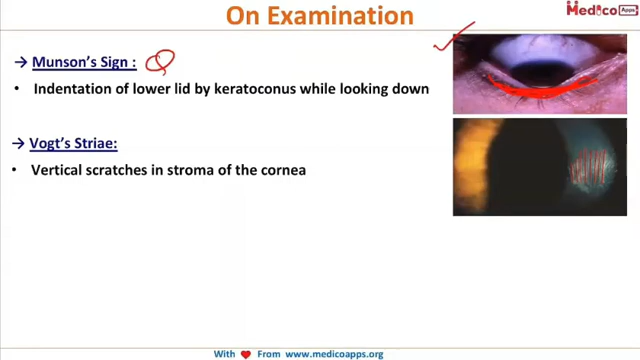 On Examination
Medico Apps
→ Munson's Sign :
• Indentation of lower lid by keratoconus while looking down
→ Vogt's Striae:
• Vertical scratches in stroma of the cornea
With ❤ From www.medicoapps.org